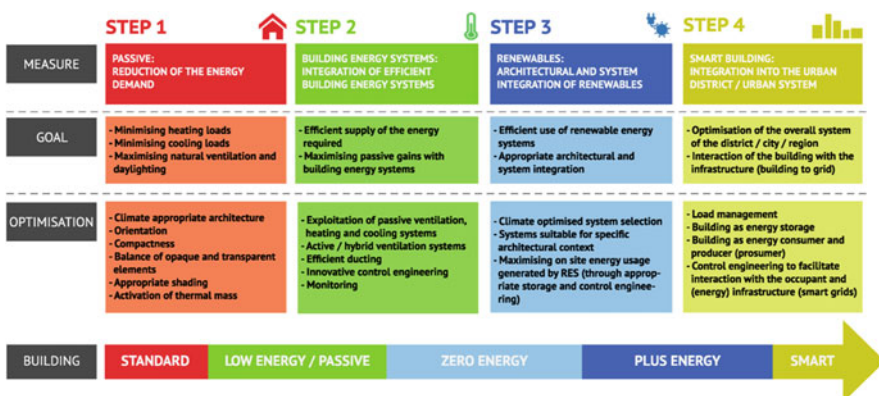 STEP 1
STEP 2
STEP 3
STEP 4
MEASURE
PASSIVE:
REDUCTION OF THE ENERGY
DEMAND
BUILDING ENERGY SYSTEMS:
INTEGRATION OF EFFICIENT
BUILDING ENERGY SYSTEMS
RENEWABLES:
ARCHITECTURAL AND SYSTEM
INTEGRATION OF RENEWABLES
SMART BUILDING:
INTEGRATION INTO THE URBAN
DISTRICT / URBAN SYSTEM
GOAL
- Minimising heating loads
- Minimising cooling loads
- Maximising natural ventilation and
daylighting
- Efficient supply of the energy
required
- Maximising passive gains with
building energy systems
- Efficient use of renewable energy
systems
- Appropriate architectural and
system integration
- Optimisation of the overall system
of the district / city / region
- Interaction of the building with the
infrastructure (building to grid)
OPTIMISATION
- Climate appropriate architecture
- Orientation
- Compactness
- Balance of opaque and transparent
elements
- Appropriate shading
- Activation of thermal mass
- Exploitation of passive ventilation,
heating and cooling systems
- Active / hybrid ventilation systems
- Efficient ducting
- Innovative control engineering
- Monitoring
- Climate optimised system selection
- Systems suitable for specific
architectural context
- Maximising on site energy usage
generated by RES (through approp-
riate storage and control enginee-
ring)
- Load management
- Building as energy storage
- Building as energy consumer and
producer (prosumer)
- Control engineering to facilitate
interaction with the occupant and
(energy) infrastructure (smart grids)
BUILDING
STANDARD
LOW ENERGY / PASSIVE
ZERO ENERGY
PLUS ENERGY
SMART